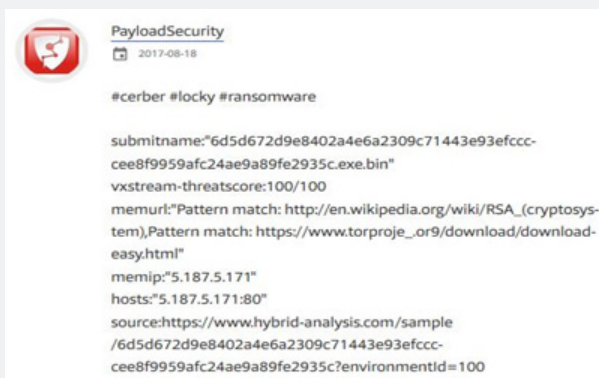 PayloadSecurity
2017-08-18
#cerber #locky #ransomware
submitname:"6d5d672d9e8402a4e6a2309c71443e93efccc-
cee8f9959afc24ae9a89fe2935c.exe.bin"
vxstream-threatscore:100/100
memurl:"Pattern match: http://en.wikipedia.org/wiki/RSA_(cryptosys-
tem),Pattern match: https://www.torproje_.or9/download/download-
easy.html"
memip:"5.187.5.171"
hosts:"5.187.5.171:80"
source:https://www.hybrid-analysis.com/sample
/6d5d672d9e8402a4e6a2309c71443e93efccc-
cee8f9959afc24ae9a89fe2935c?environmentId=100